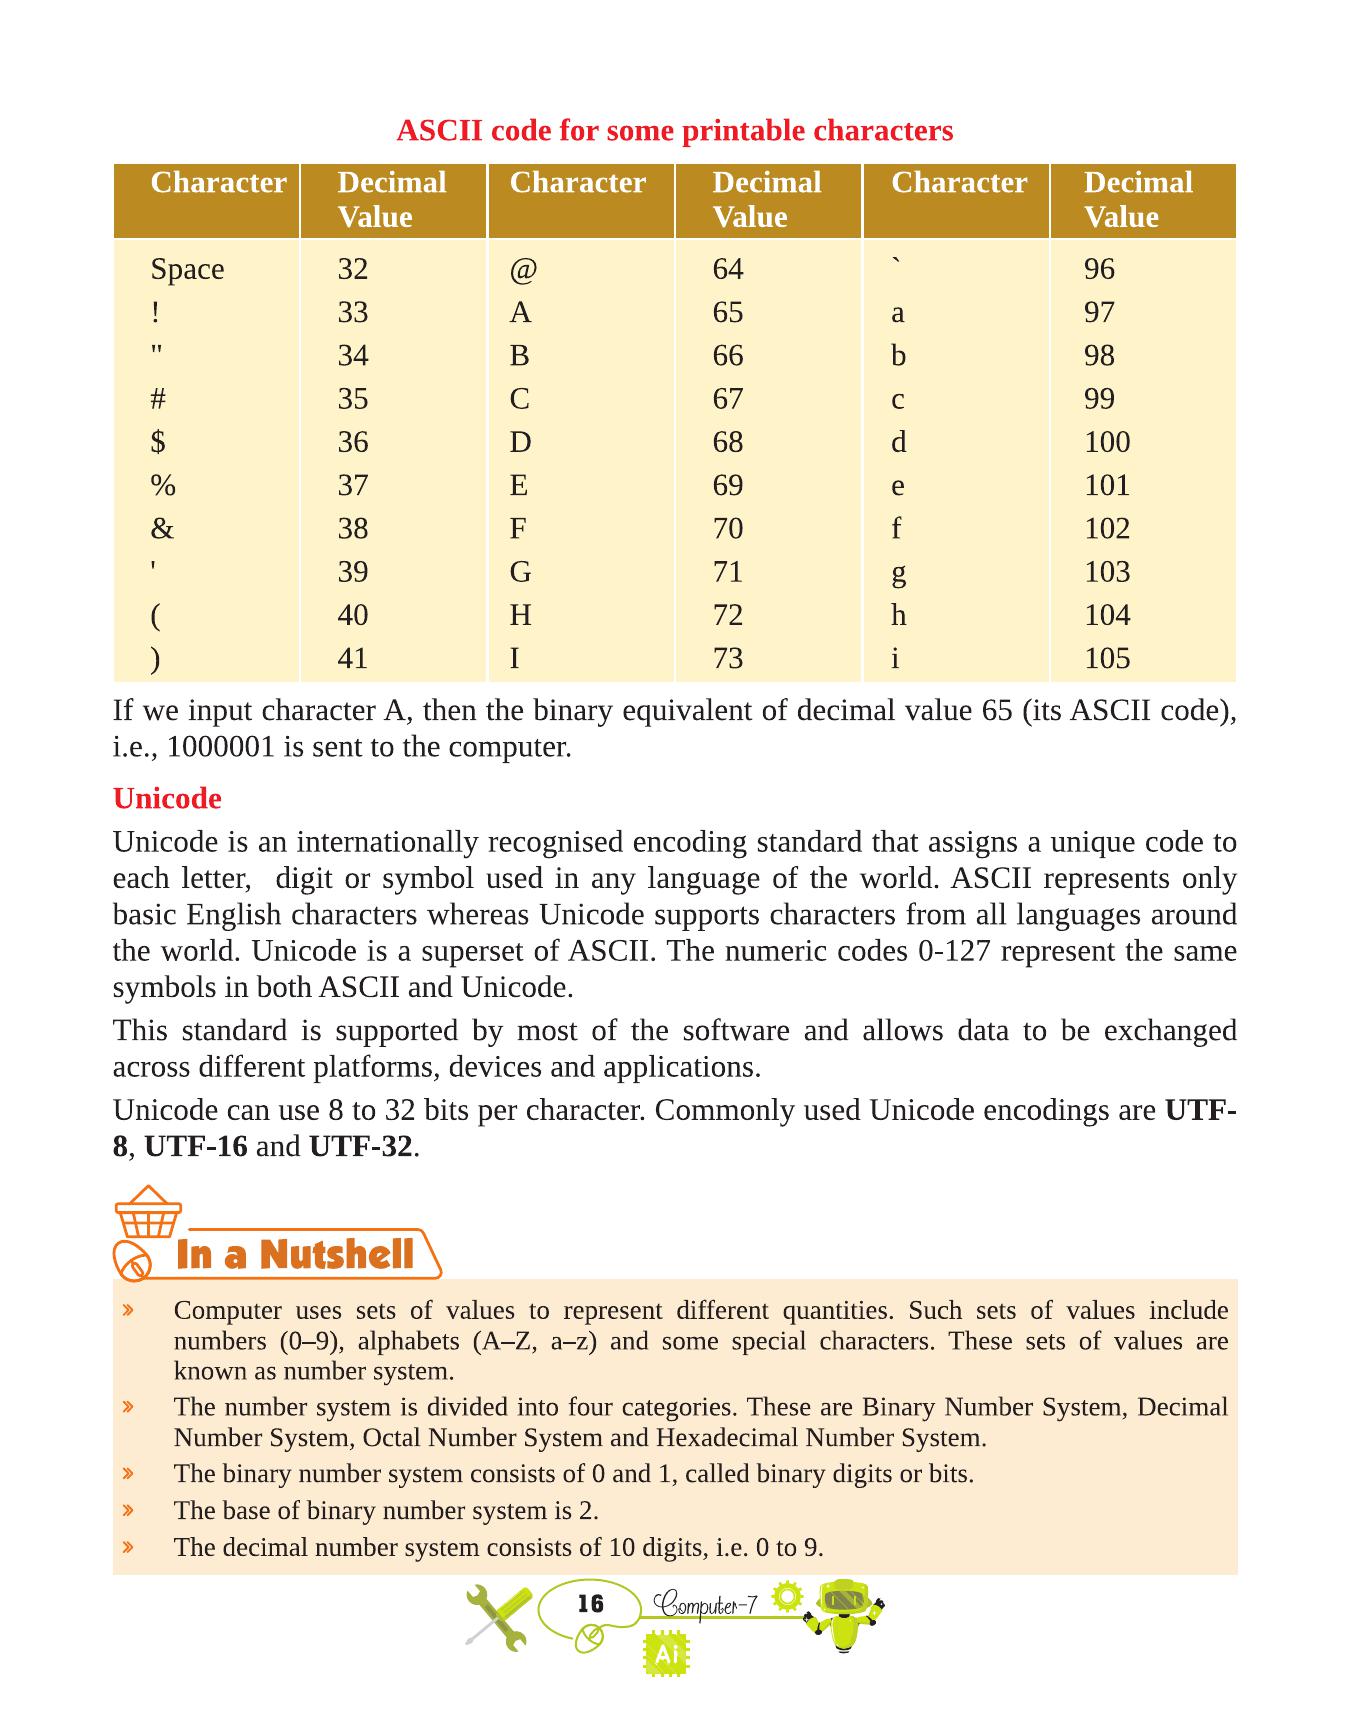 ASCII code for some printable characters
Character Decimal Value Character Decimal Value Character Decimal Value
Space 32 @ 64 ` 96
! 33 A 65 a 97
" 34 B 66 b 98
# 35 C 67 c 99
$ 36 D 68 d 100
% 37 E 69 e 101
& 38 F 70 f 102
' 39 G 71 g 103
( 40 H 72 h 104
) 41 I 73 i 105
If we input character A, then the binary equivalent of decimal value 65 (its ASCII code),
i.e., 1000001 is sent to the computer.
Unicode
Unicode is an internationally recognised encoding standard that assigns a unique code to
each letter, digit or symbol used in any language of the world. ASCII represents only
basic English characters whereas Unicode supports characters from all languages around
the world. Unicode is a superset of ASCII. The numeric codes 0-127 represent the same
symbols in both ASCII and Unicode.
This standard is supported by most of the software and allows data to be exchanged
across different platforms, devices and applications.
Unicode can use 8 to 32 bits per character. Commonly used Unicode encodings are UTF-
8, UTF-16 and UTF-32.
In a Nutshell
» Computer uses sets of values to represent different quantities. Such sets of values include
numbers (0–9), alphabets (A–Z, a–z) and some special characters. These sets of values are
known as number system.
» The number system is divided into four categories. These are Binary Number System, Decimal
Number System, Octal Number System and Hexadecimal Number System.
» The binary number system consists of 0 and 1, called binary digits or bits.
» The base of binary number system is 2.
» The decimal number system consists of 10 digits, i.e. 0 to 9.
16 Computer-7
Ai